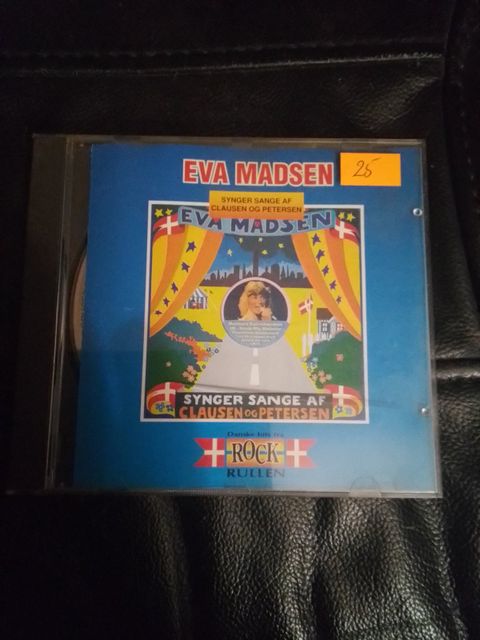 EVA MADSEN
25
SYNGER SANGE AF
CLAUSEN OG PETERSEN
EVA MADSEN
SYNGER SANGE AF
CLAUSEN OG PETERSEN
Danske hits fra
ROCK
RULLEN